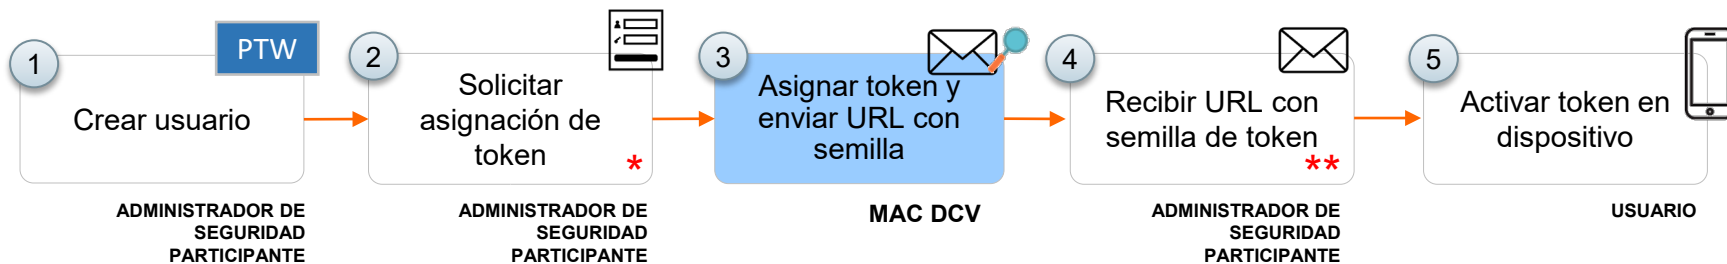 1
PTW
Crear usuario
ADMINISTRADOR DE
SEGURIDAD
PARTICIPANTE
2
Solicitar
asignación de
token
*
ADMINISTRADOR DE
SEGURIDAD
PARTICIPANTE
3
Asignar token y
enviar URL con
semilla
MAC DCV
4
Recibir URL con
semilla de token
**
ADMINISTRADOR DE
SEGURIDAD
PARTICIPANTE
5
Activar token en
dispositivo
USUARIO